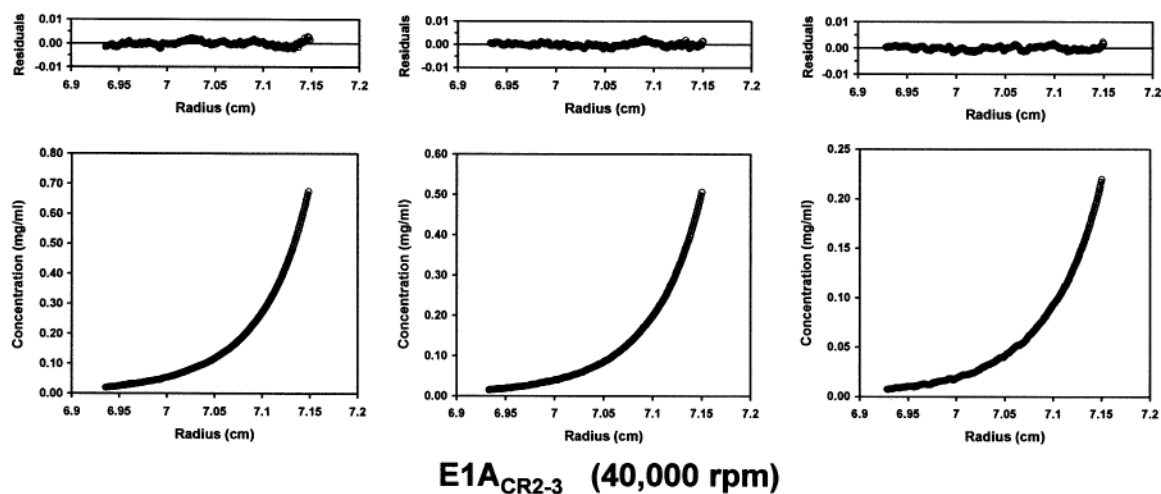 0.01
0.00
-0.01
Residuals
6.9 6.95 7 7.05 7.1 7.15 7.2
Radius (cm)
0.01
0.00
-0.01
Residuals
6.9 6.95 7 7.05 7.1 7.15 7.2
Radius (cm)
0.01
0.00
-0.01
Residuals
6.9 6.95 7 7.05 7.1 7.15 7.2
Radius (cm)
0.80
0.70
0.60
0.50
0.40
0.30
0.20
0.10
0.00
Concentration (mg/ml)
6.9 6.95 7 7.05 7.1 7.15 7.2
Radius (cm)
0.60
0.50
0.40
0.30
0.20
0.10
0.00
Concentration (mg/ml)
6.9 6.95 7 7.05 7.1 7.15 7.2
Radius (cm)
0.25
0.20
0.15
0.10
0.05
0.00
Concentration (mg/ml)
6.9 6.95 7 7.05 7.1 7.15 7.2
Radius (cm)
E1A CR2-3 (40,000 rpm)